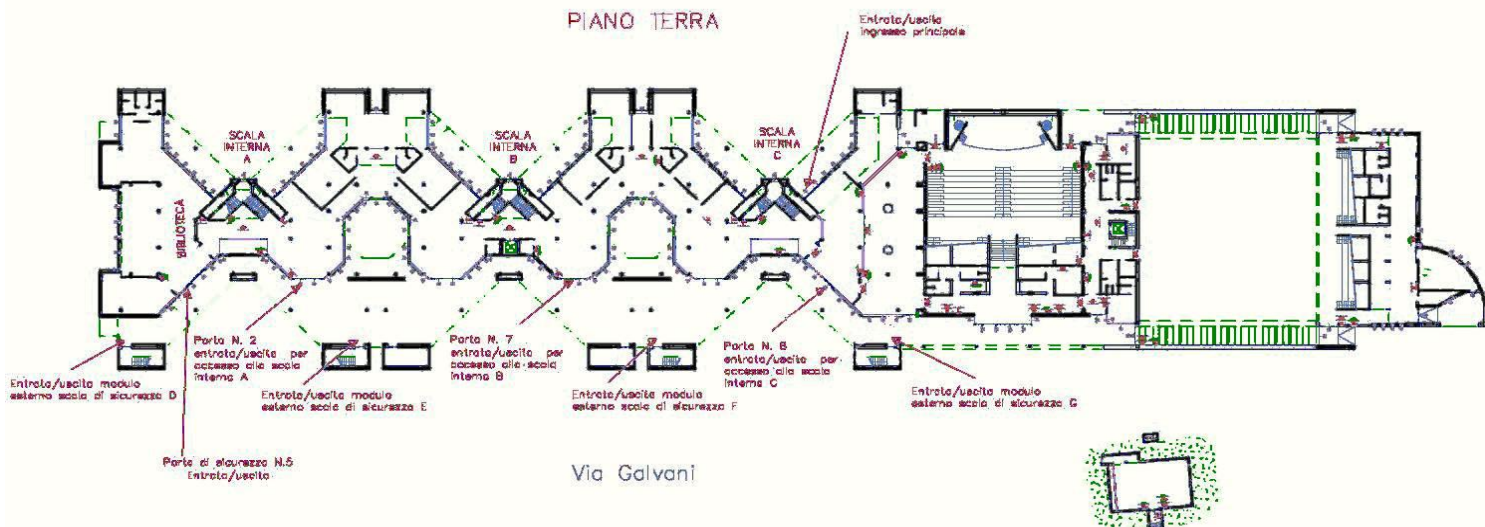 PIANO TERRA
Entrata/uscita
ingresso principale
SCALA
INTERNA
A
SCALA
INTERNA
B
SCALA
INTERNA
C
BIBLIOTECA
Porta N. 2
entrata/uscita per
accesso alla scala
interna A
Porta N. 7
entrata/uscita per
accesso alla scala
interna B
Porta N. 8
entrata/uscita per
accesso alla scala
interna C
Entrata/uscita modulo
esterno scala di sicurezza D
Entrata/uscita modulo
esterno scala di sicurezza E
Entrata/uscita modulo
esterno scala di sicurezza F
Entrata/uscita modulo
esterno scala di sicurezza G
Porta di sicurezza N.5
Entrata/uscita
Via Galvani